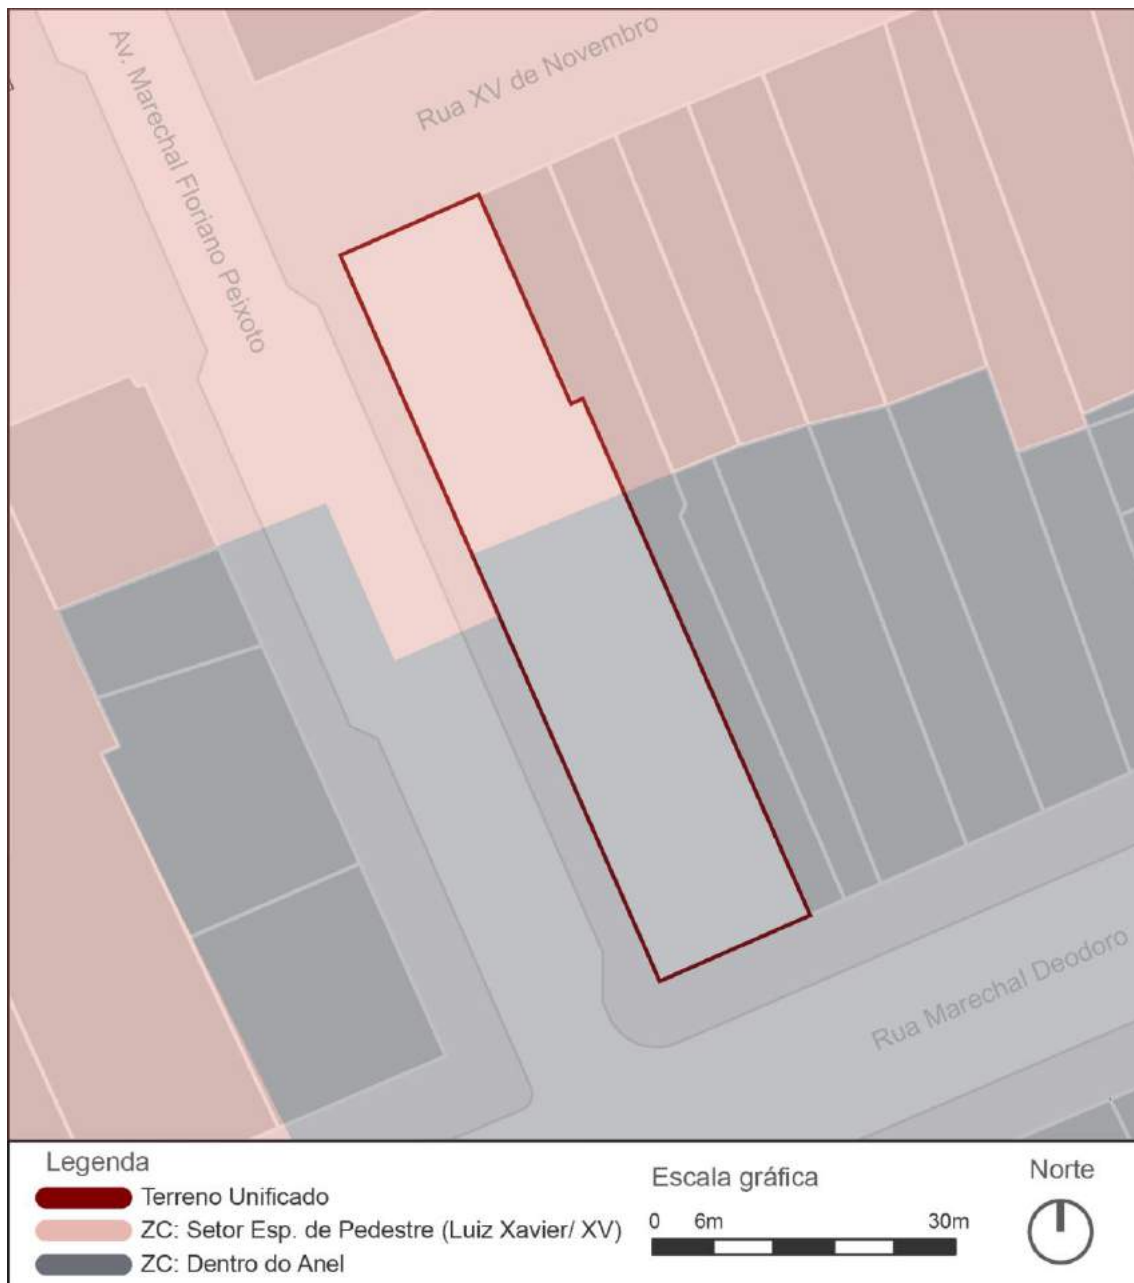 Av. Marechal Floriano Peixoto
Rua XV de Novembro
Rua Marechal Deodoro
Legenda
Terreno Unificado
ZC: Setor Esp. de Pedestre (Luiz Xavier/ XV)
ZC: Dentro do Anel
Escala gráfica
0 6m 30m
Norte